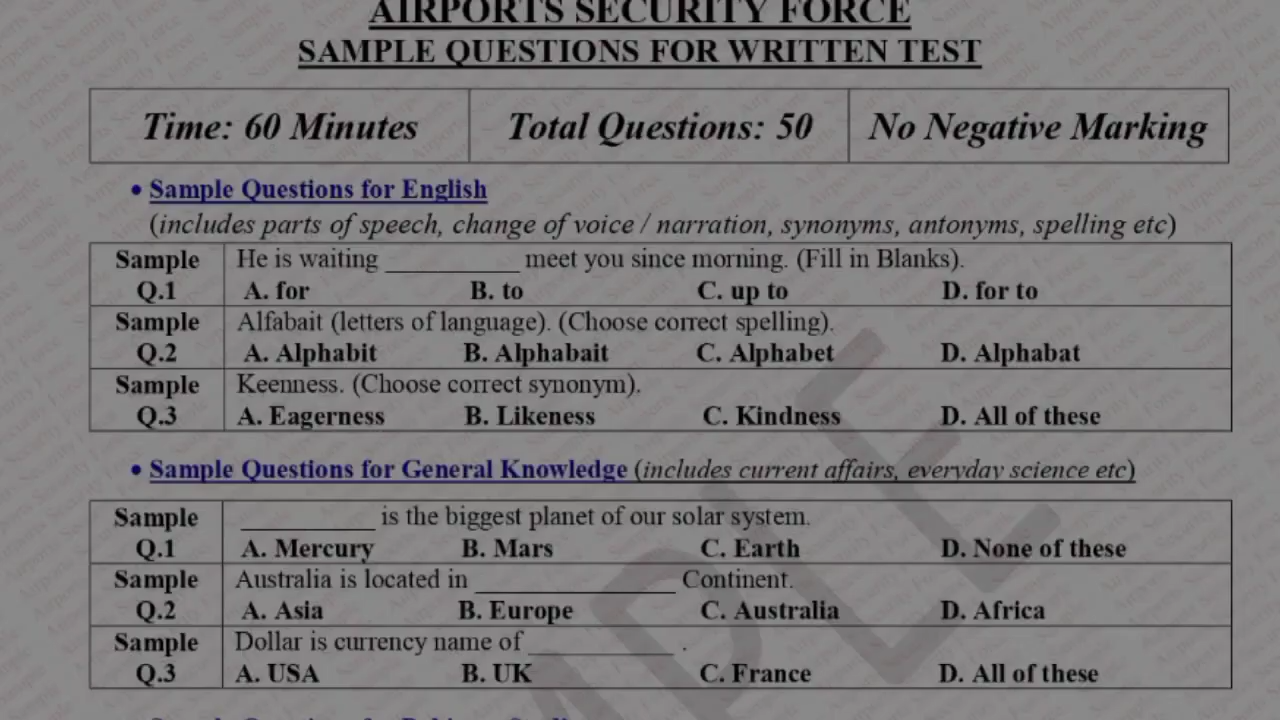 AIRPORTS SECURITY FORCE
SAMPLE QUESTIONS FOR WRITTEN TEST
Time: 60 Minutes Total Questions: 50 No Negative Marking
• Sample Questions for English
(includes parts of speech, change of voice / narration, synonyms, antonyms, spelling etc)
Sample He is waiting __________ meet you since morning. (Fill in Blanks).
Q.1 A. for B. to C. up to D. for to
Sample Alfabait (letters of language). (Choose correct spelling).
Q.2 A. Alphabit B. Alphabait C. Alphabet D. Alphabat
Sample Keenness. (Choose correct synonym).
Q.3 A. Eagerness B. Likeness C. Kindness D. All of these
• Sample Questions for General Knowledge (includes current affairs, everyday science etc)
Sample __________ is the biggest planet of our solar system.
Q.1 A. Mercury B. Mars C. Earth D. None of these
Sample Australia is located in _______________ Continent.
Q.2 A. Asia B. Europe C. Australia D. Africa
Sample Dollar is currency name of ___________ .
Q.3 A. USA B. UK C. France D. All of these